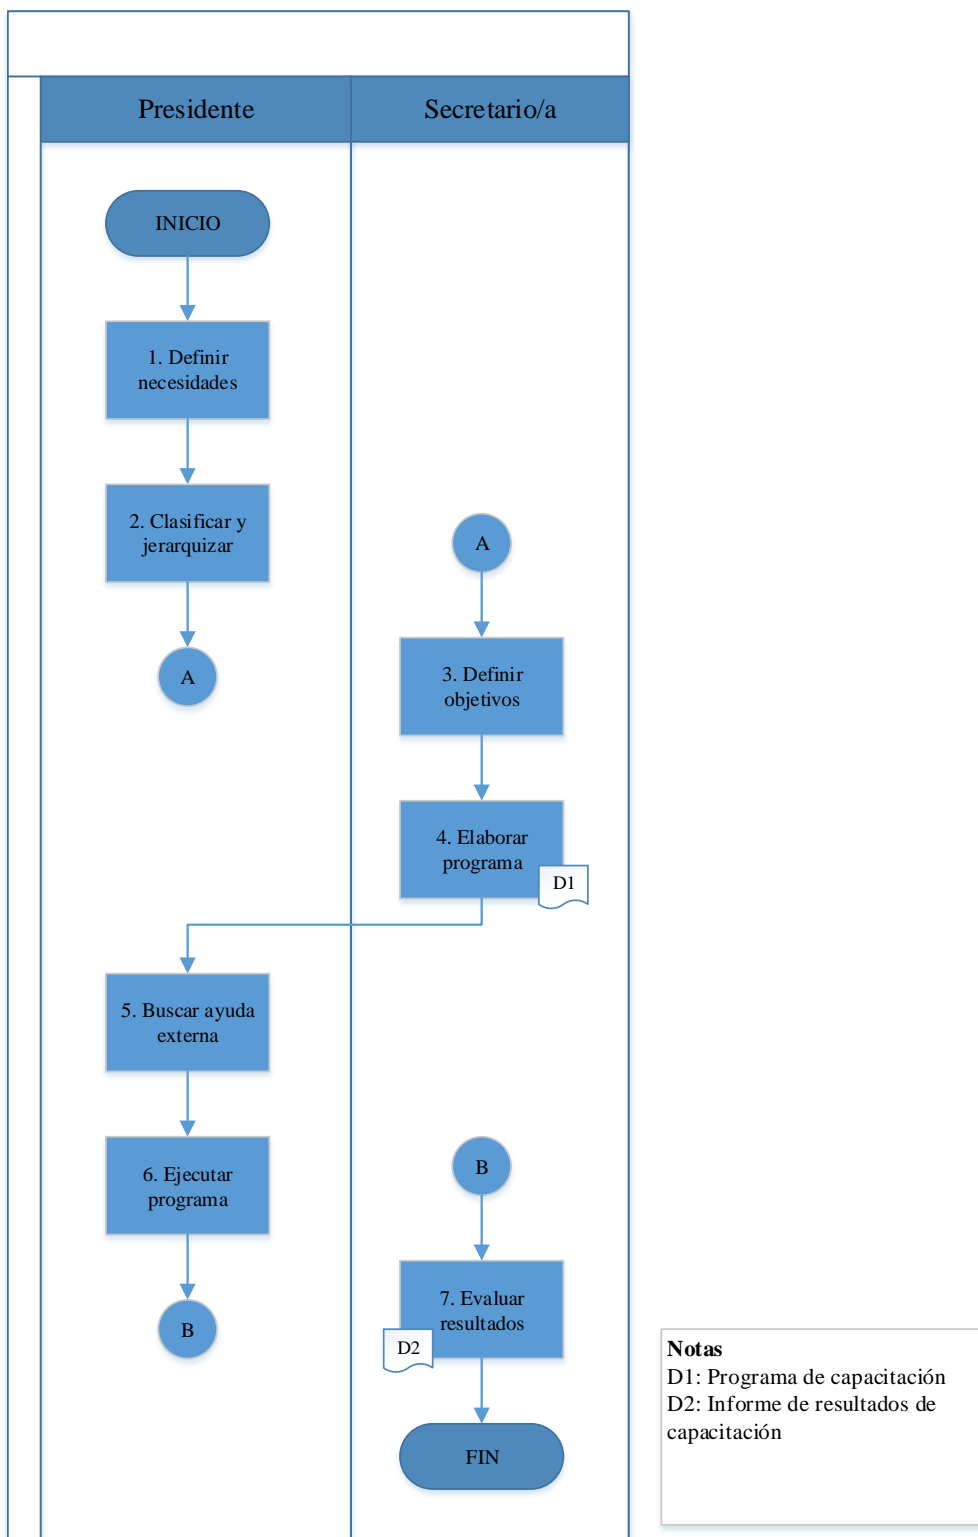 Presidente
Secretario/a
INICIO
1. Definir
necesidades
2. Clasificar y
jerarquizar
A
A
3. Definir
objetivos
4. Elaborar
programa
D1
5. Buscar ayuda
externa
6. Ejecutar
programa
B
B
7. Evaluar
resultados
D2
FIN
Notas
D1: Programa de capacitación
D2: Informe de resultados de
capacitación